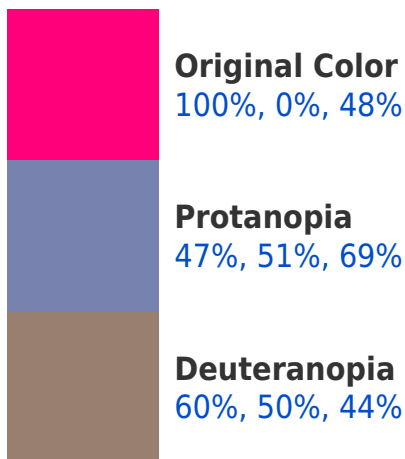 Original Color
100%, 0%, 48%
Protanopia
47%, 51%, 69%
Deuteranopia
60%, 50%, 44%